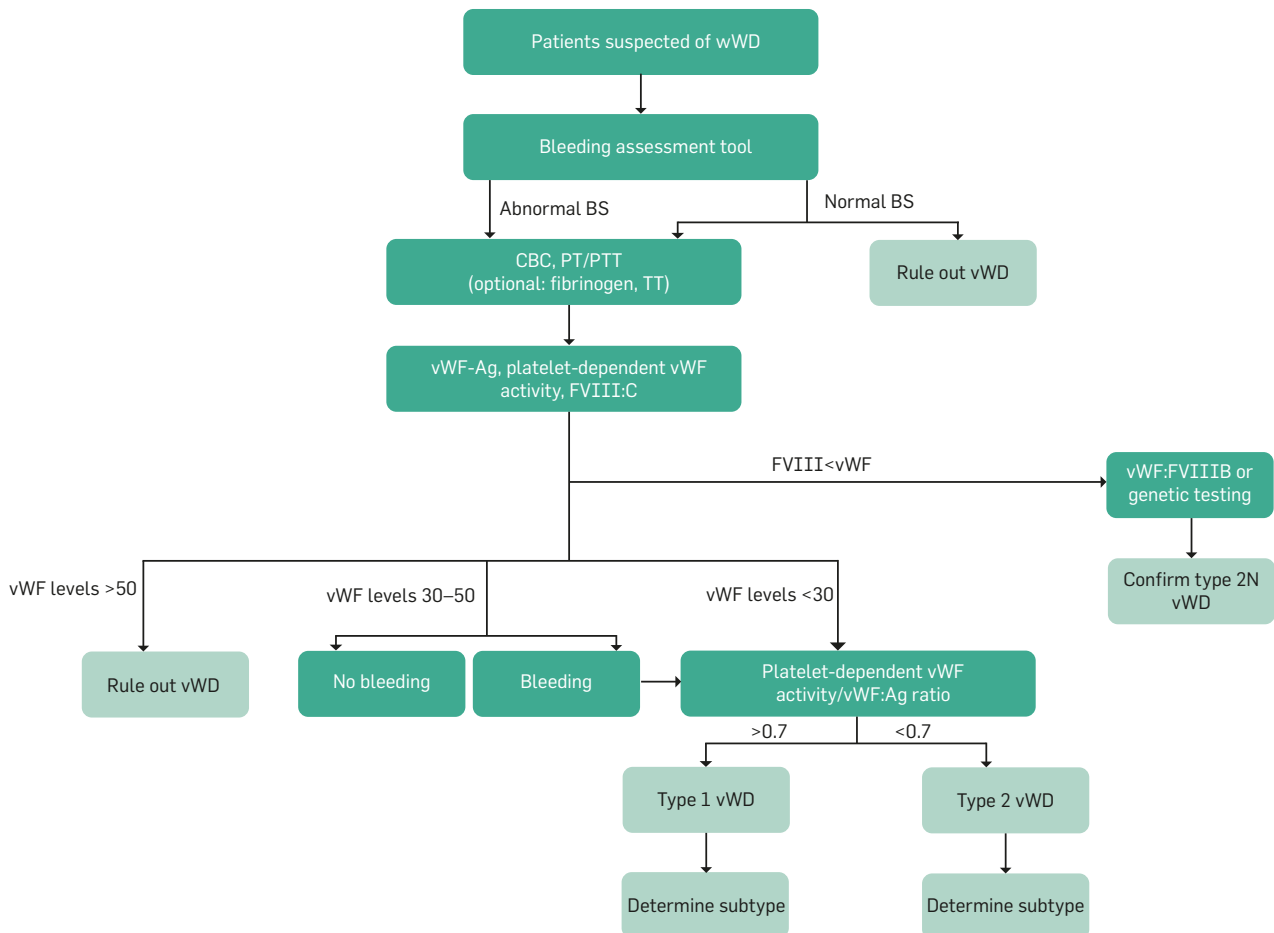 Patients suspected of wWD
Bleeding assessment tool
Abnormal BS
Normal BS
CBC, PT/PTT
(optional: fibrinogen, TT)
Rule out vWD
vWF-Ag, platelet-dependent vWF
activity, FVIII:C
FVIII<vWF
vWF:FVIIIB or
genetic testing
Confirm type 2N
vWD
vWF levels >50
vWF levels 30–50
vWF levels <30
Rule out vWD
No bleeding
Bleeding
Platelet-dependent vWF
activity/vWF:Ag ratio
>0.7
<0.7
Type 1 vWD
Type 2 vWD
Determine subtype
Determine subtype